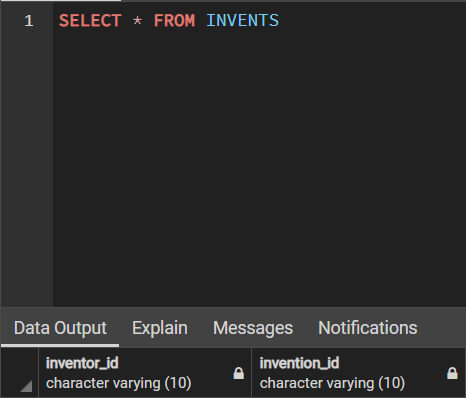 1 SELECT * FROM INVENTS
Data Output Explain Messages Notifications
inventor_id invention_id
character varying (10) character varying (10)